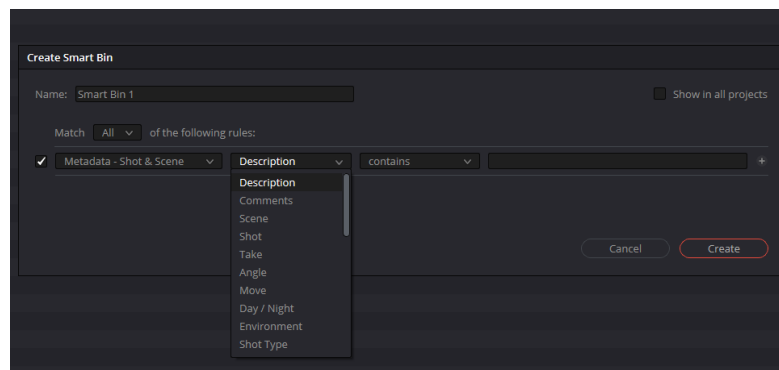 Create Smart Bin
Name: Smart Bin 1 Show in all projects
Match All of the following rules:
Metadata - Shot & Scene Description contains +
Description
Comments
Scene
Shot
Take
Angle
Move
Day / Night
Environment
Shot Type
Cancel Create